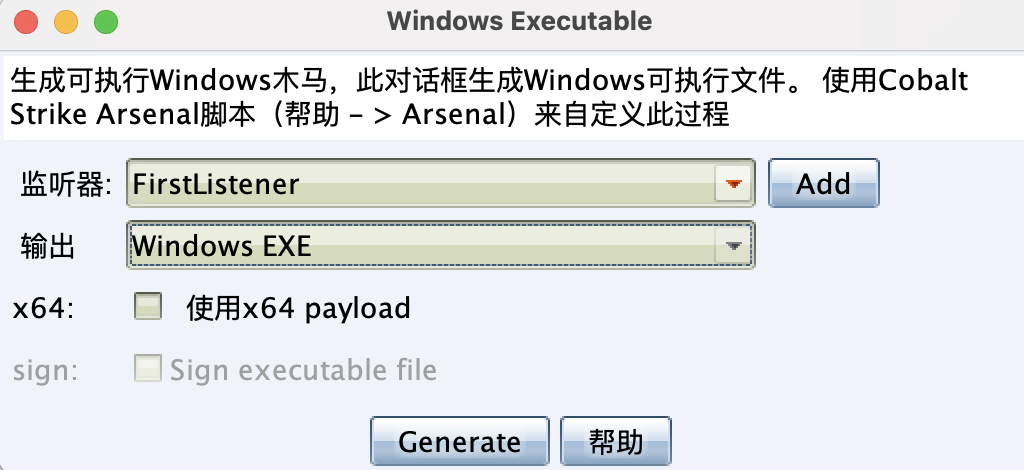 Windows Executable
生成可执行Windows木马，此对话框生成Windows可执行文件。 使用Cobalt
Strike Arsenal脚本（帮助 - > Arsenal）来自定义此过程
监听器: FirstListener Add
输出 Windows EXE
x64: 使用x64 payload
sign: Sign executable file
Generate 帮助